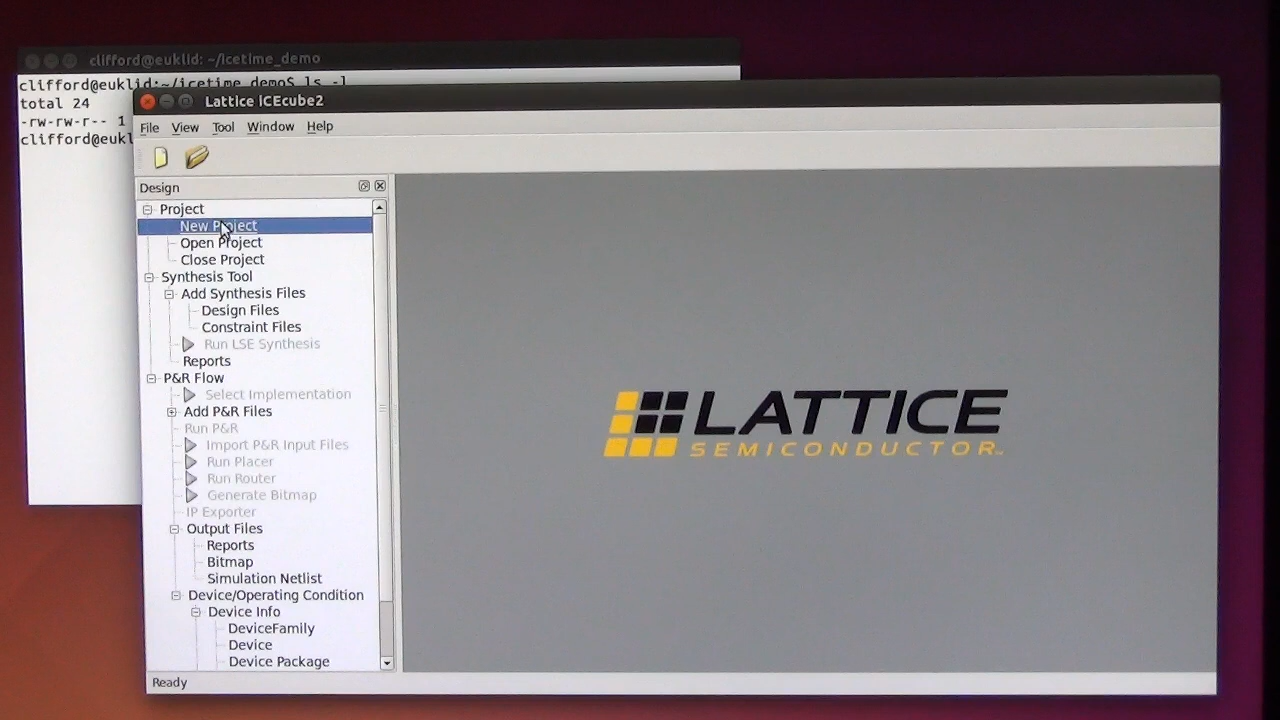 clifford@euklid: ~/icetime_demo
clifford@euklid:~/icetime_demo$ ls -l
total 24
-rw-rw-r-- 1
clifford@eukl
Lattice iCEcube2
File View Tool Window Help
Design
Project
New Project
Open Project
Close Project
Synthesis Tool
Add Synthesis Files
Design Files
Constraint Files
Run LSE Synthesis
Reports
P&R Flow
Select Implementation
Add P&R Files
Run P&R
Import P&R Input Files
Run Placer
Run Router
Generate Bitmap
IP Exporter
Output Files
Reports
Bitmap
Simulation Netlist
Device/Operating Condition
Device Info
DeviceFamily
Device
Device Package
LATTICE
SEMICONDUCTOR™
Ready